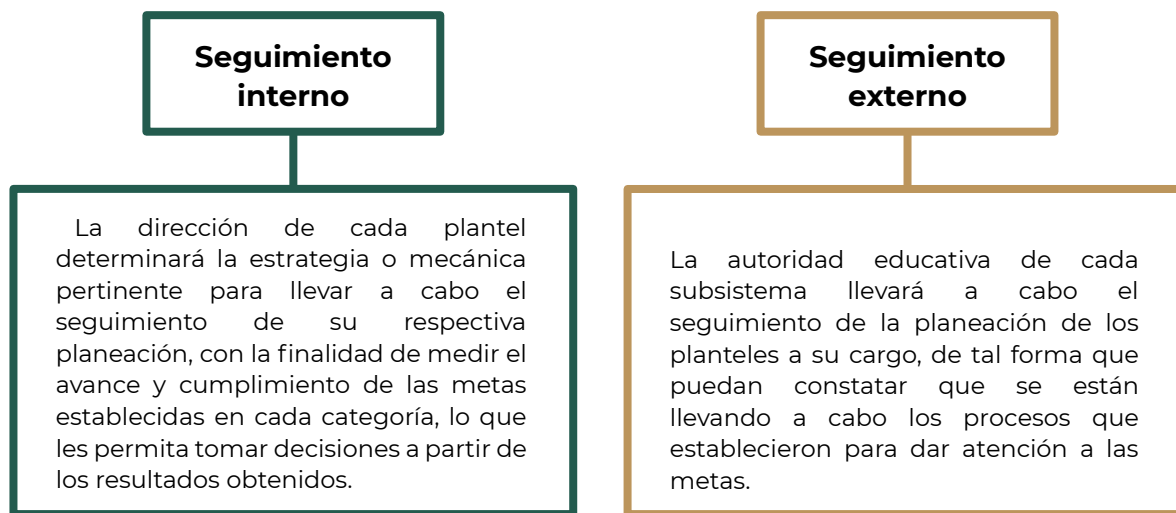 Seguimiento
interno
La dirección de cada plantel
determinará la estrategia o mecánica
pertinente para llevar a cabo el
seguimiento de su respectiva
planeación, con la finalidad de medir el
avance y cumplimiento de las metas
establecidas en cada categoría, lo que
les permita tomar decisiones a partir de
los resultados obtenidos.
Seguimiento
externo
La autoridad educativa de cada
subsistema llevará a cabo el
seguimiento de la planeación de los
planteles a su cargo, de tal forma que
puedan constatar que se están
llevando a cabo los procesos que
establecieron para dar atención a las
metas.